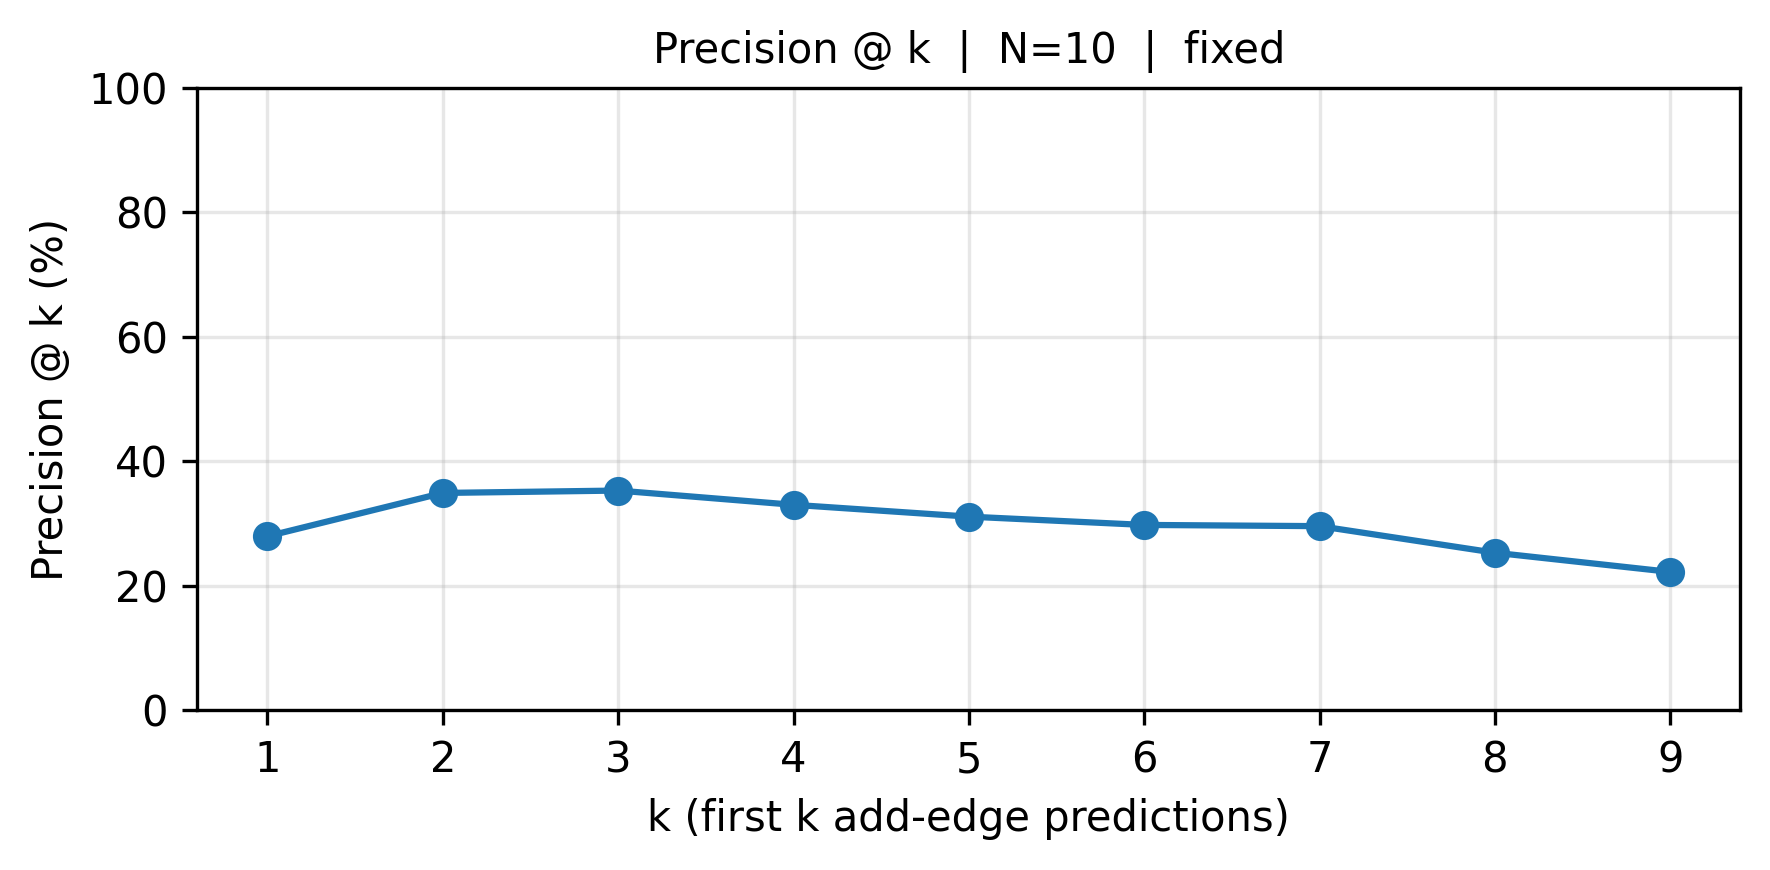 Precision @ k | N=10 | fixed
Precision @ k (%)
100
80
60
40
20
0
1 2 3 4 5 6 7 8 9
k (first k add-edge predictions)